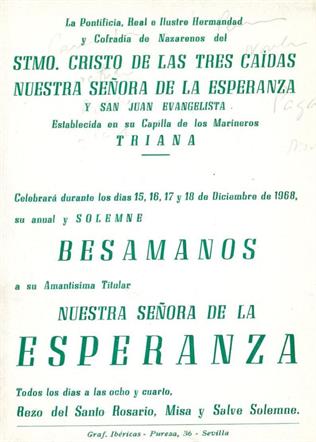 La Pontificia, Real e Ilustre Hermandad
y Cofradía de Nazarenos del
STMO. CRISTO DE LAS TRES CAÍDAS
NUESTRA SEÑORA DE LA ESPERANZA
Y SAN JUAN EVANGELISTA
Establecida en su Capilla de los Marineros
TRIANA
Celebrará durante los días 15, 16, 17 y 18 de Diciembre de 1968,
su anual y SOLEMNE
BESAMANOS
a su Amantísima Titular
NUESTRA SEÑORA DE LA
ESPERANZA
Todos los días a las ocho y cuarto,
Rezo del Santo Rosario, Misa y Salve Solemne.
Graf. Ibéricas - Pureza, 36 - Sevilla